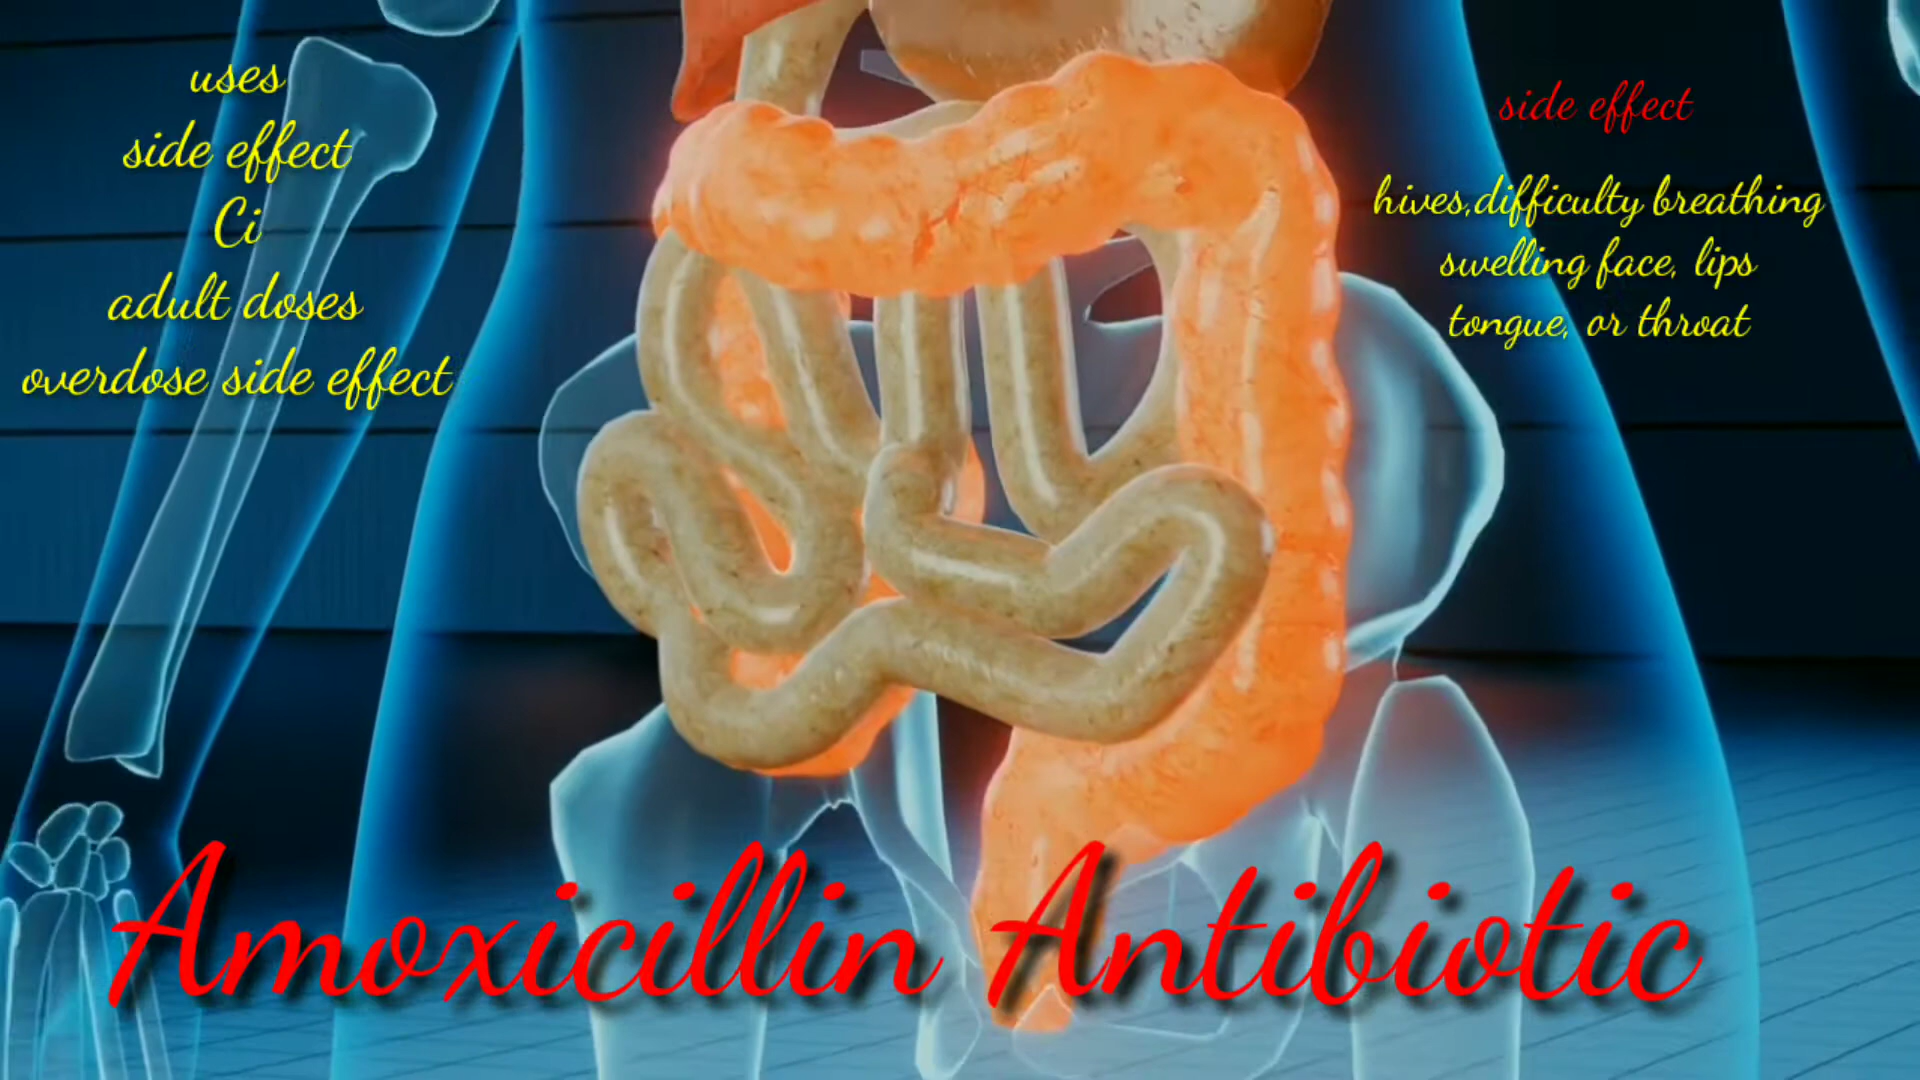 uses
side effect
Ci
adult doses
overdose side effect
side effect
hives,difficulty breathing
swelling face, lips
tongue, or throat
Amoxicillin Antibiotic